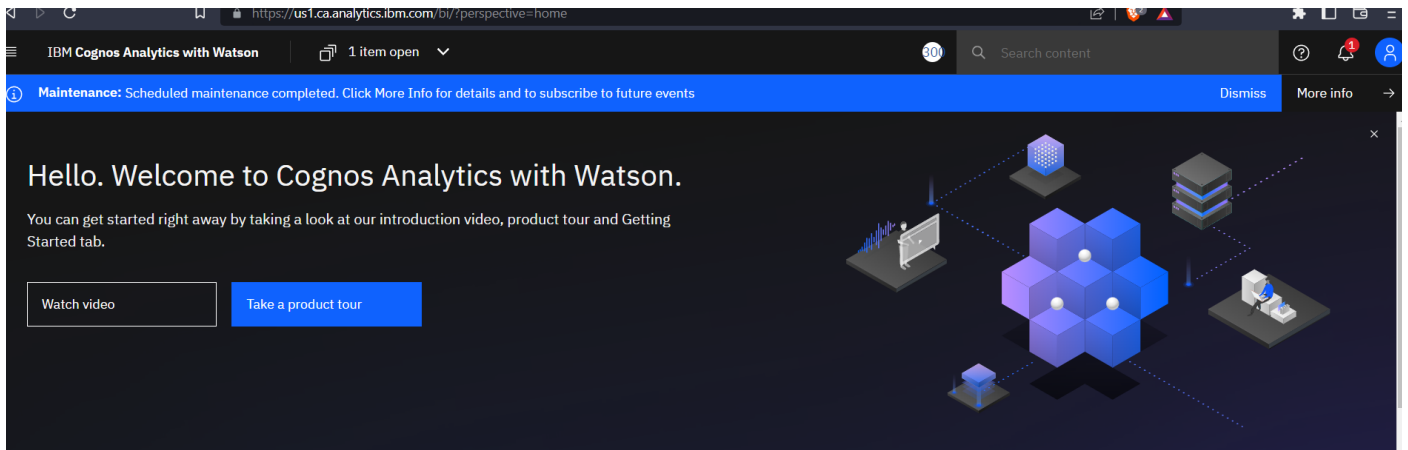 https://us1.ca.analytics.ibm.com/bi/?perspective=home
IBM Cognos Analytics with Watson
1 item open
300
Search content
1
Maintenance: Scheduled maintenance completed. Click More Info for details and to subscribe to future events
Dismiss
More info
Hello. Welcome to Cognos Analytics with Watson.
You can get started right away by taking a look at our introduction video, product tour and Getting
Started tab.
Watch video
Take a product tour